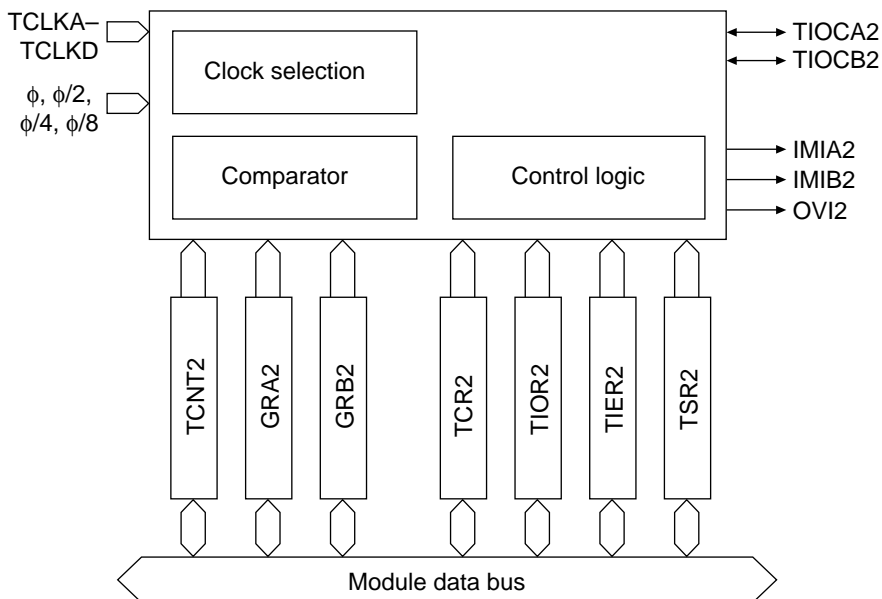 TCLKA–
TCLKD
ϕ, ϕ/2,
ϕ/4, ϕ/8
Clock selection
Comparator
Control logic
TIOCA2
TIOCB2
IMIA2
IMIB2
OVI2
TCNT2
GRA2
GRB2
TCR2
TIOR2
TIER2
TSR2
Module data bus